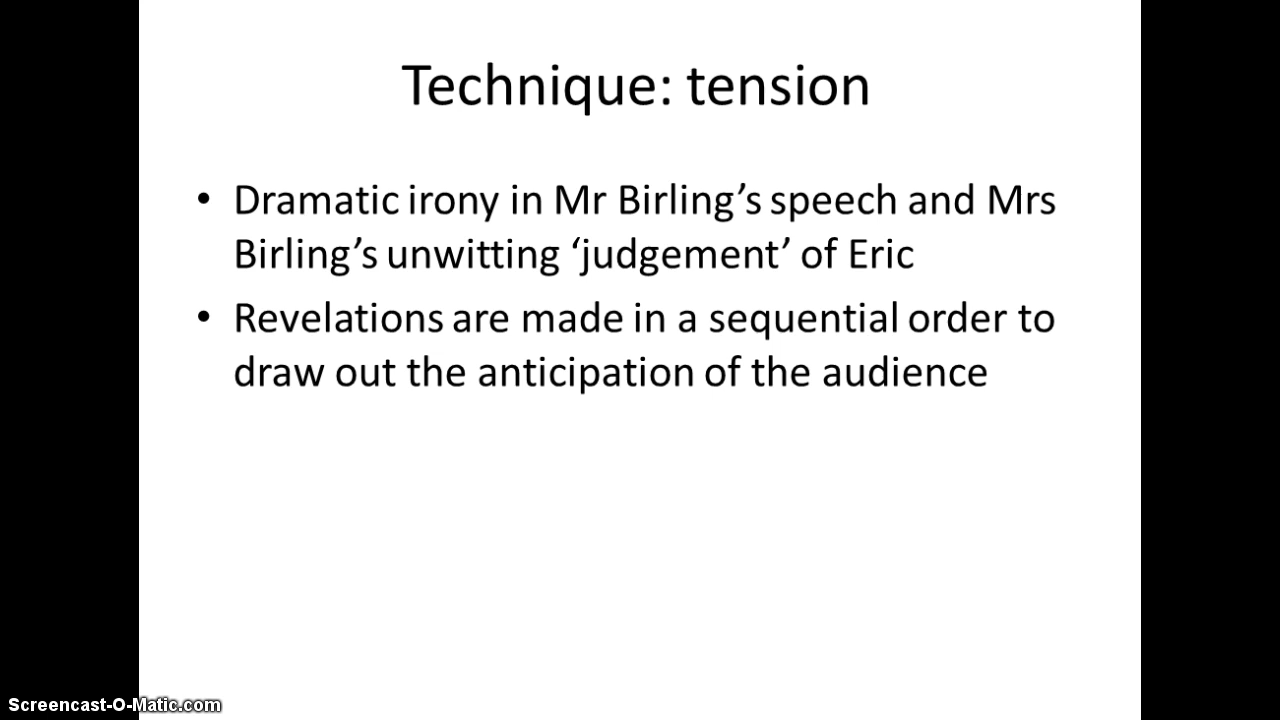 Technique: tension
• Dramatic irony in Mr Birling’s speech and Mrs
Birling’s unwitting ‘judgement’ of Eric
• Revelations are made in a sequential order to
draw out the anticipation of the audience
Screencast-O-Matic.com